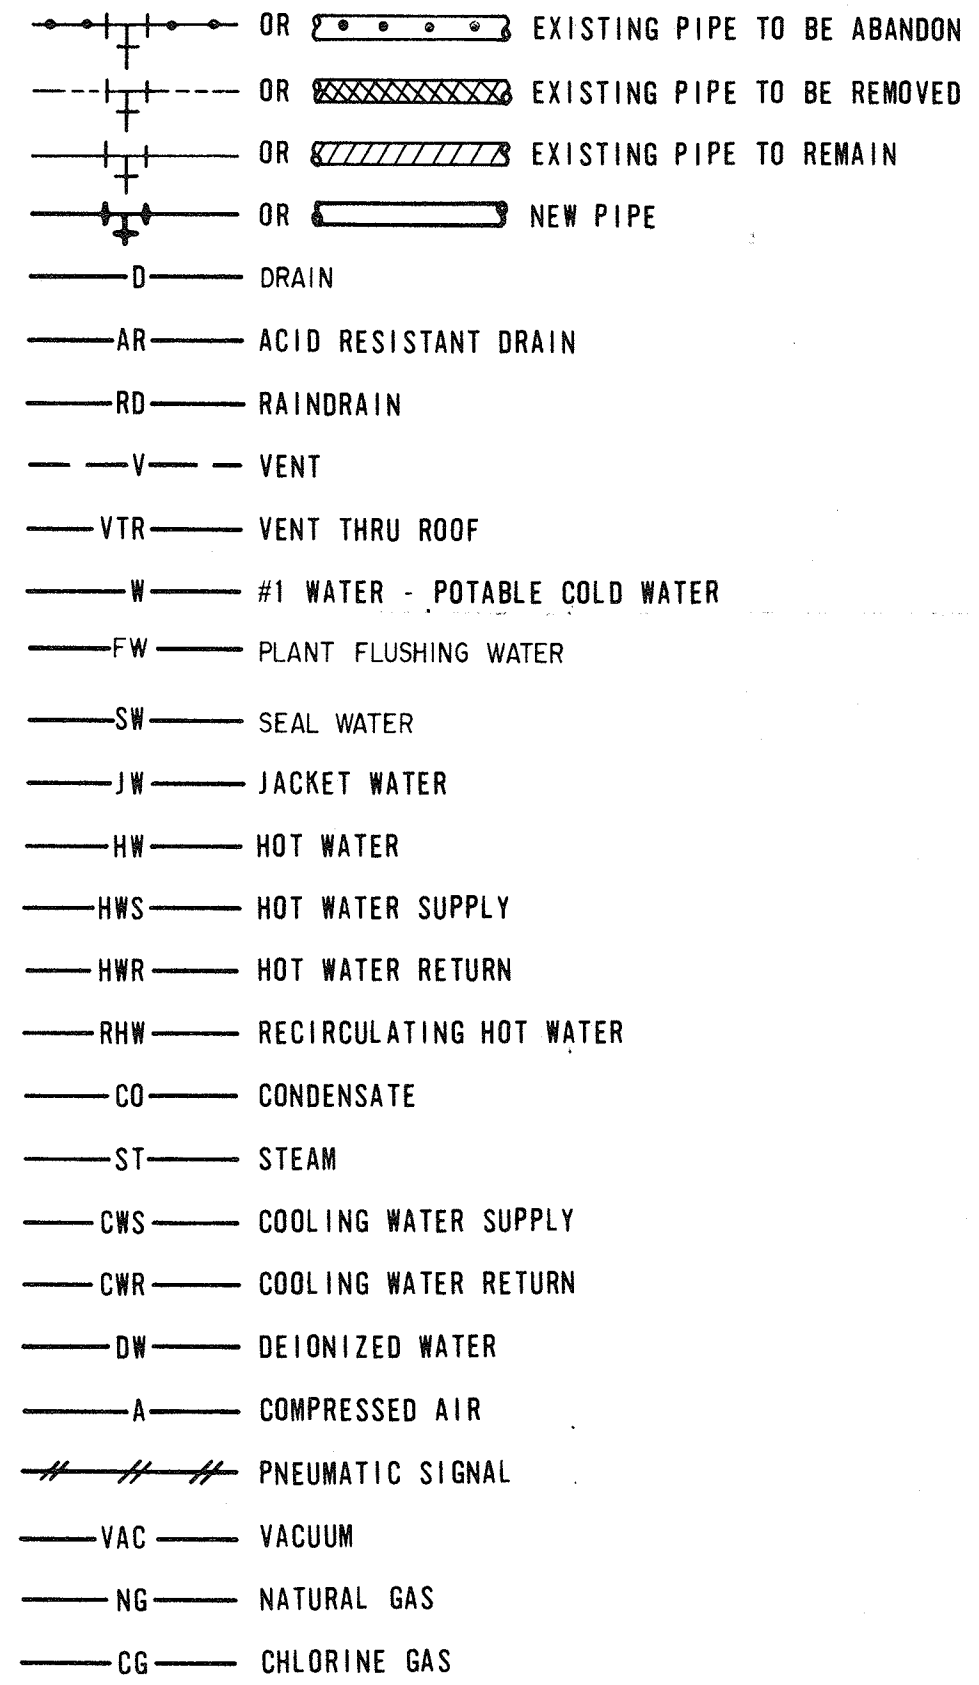 OR EXISTING PIPE TO BE ABANDON
OR EXISTING PIPE TO BE REMOVED
OR EXISTING PIPE TO REMAIN
OR NEW PIPE
D DRAIN
AR ACID RESISTANT DRAIN
RD RAINDRAIN
V VENT
VTR VENT THRU ROOF
W #1 WATER - POTABLE COLD WATER
FW PLANT FLUSHING WATER
SW SEAL WATER
JW JACKET WATER
HW HOT WATER
HWS HOT WATER SUPPLY
HWR HOT WATER RETURN
RHW RECIRCULATING HOT WATER
CO CONDENSATE
ST STEAM
CWS COOLING WATER SUPPLY
CWR COOLING WATER RETURN
DW DEIONIZED WATER
A COMPRESSED AIR
PNEUMATIC SIGNAL
VAC VACUUM
NG NATURAL GAS
CG CHLORINE GAS